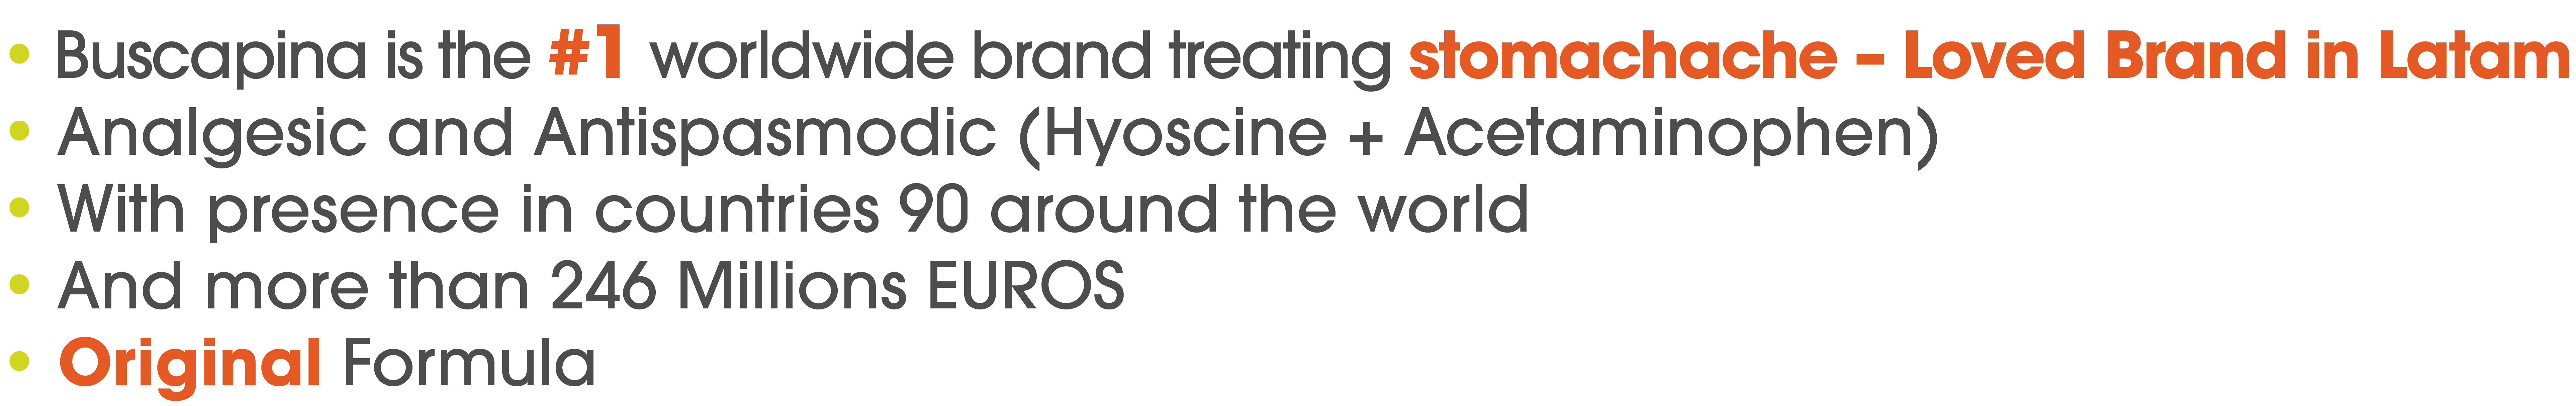 • Buscapina is the #1 worldwide brand treating stomachache – Loved Brand in Latam
• Analgesic and Antispasmodic (Hyoscine + Acetaminophen)
• With presence in countries 90 around the world
• And more than 246 Millions EUROS
• Original Formula